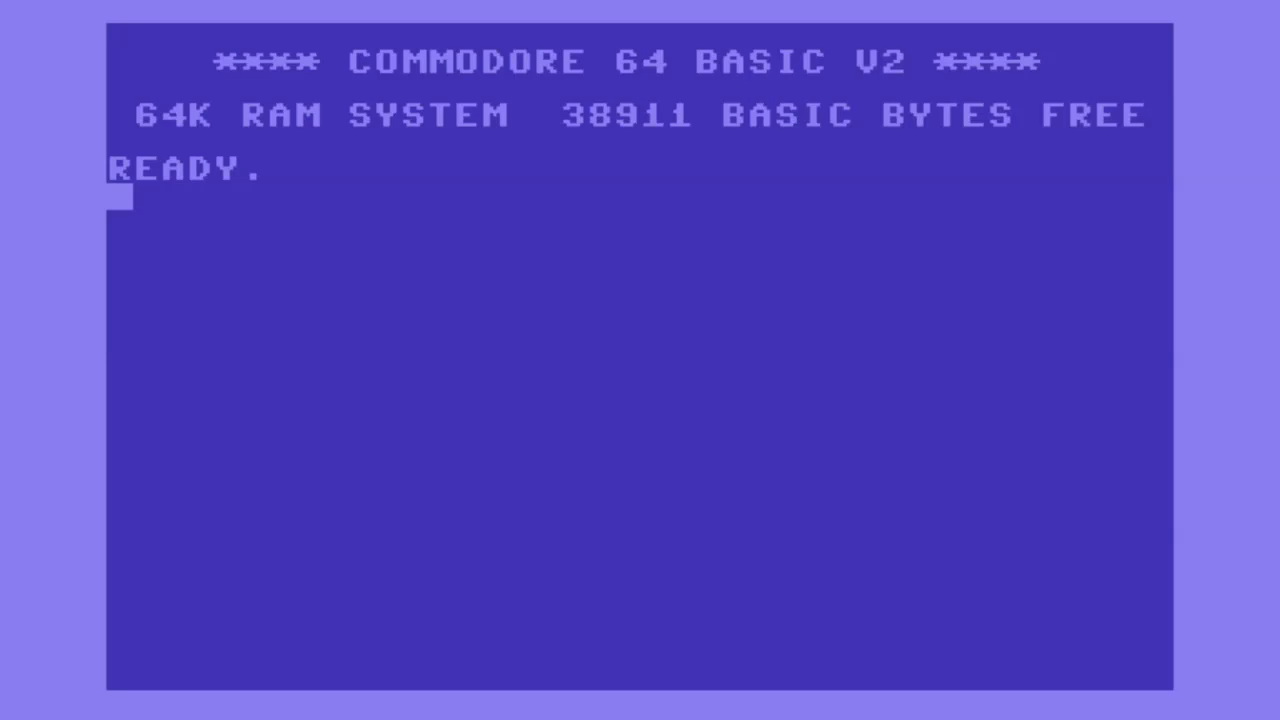 **** COMMODORE 64 BASIC V2 ****
64K RAM SYSTEM  38911 BASIC BYTES FREE
READY.